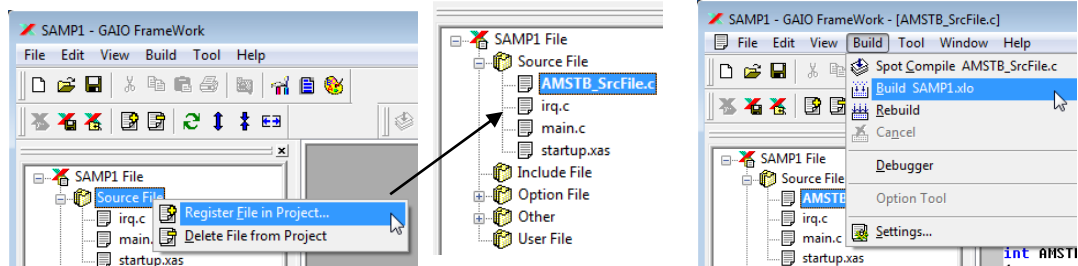 SAMP1 - GAIO FrameWork
File Edit View Build Tool Help
SAMP1 File
Source File
irq.c
main.
startup.xas
Register File in Project...
Delete File from Project
SAMP1 File
Source File
AMSTB_SrcFile.c
irq.c
main.c
startup.xas
Include File
Option File
Other
User File
SAMP1 - GAIO FrameWork - [AMSTB_SrcFile.c]
File Edit View Build Tool Window Help
Spot Compile AMSTB_SrcFile.c
Build SAMP1.xlo
Rebuild
Cancel
Debugger
Option Tool
Settings...
SAMP1 File
Source File
AMSTB
irq.c
main.c
startup.xas
int AMSTB